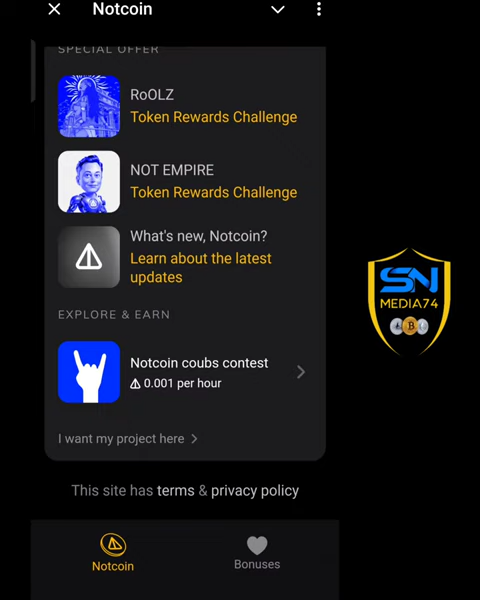 Notcoin
SPECIAL OFFER
RoOLZ
Token Rewards Challenge
NOT EMPIRE
Token Rewards Challenge
What's new, Notcoin?
Learn about the latest
updates
EXPLORE & EARN
Notcoin coubs contest
0.001 per hour
I want my project here
This site has terms & privacy policy
Notcoin
Bonuses
SN
MEDIA74